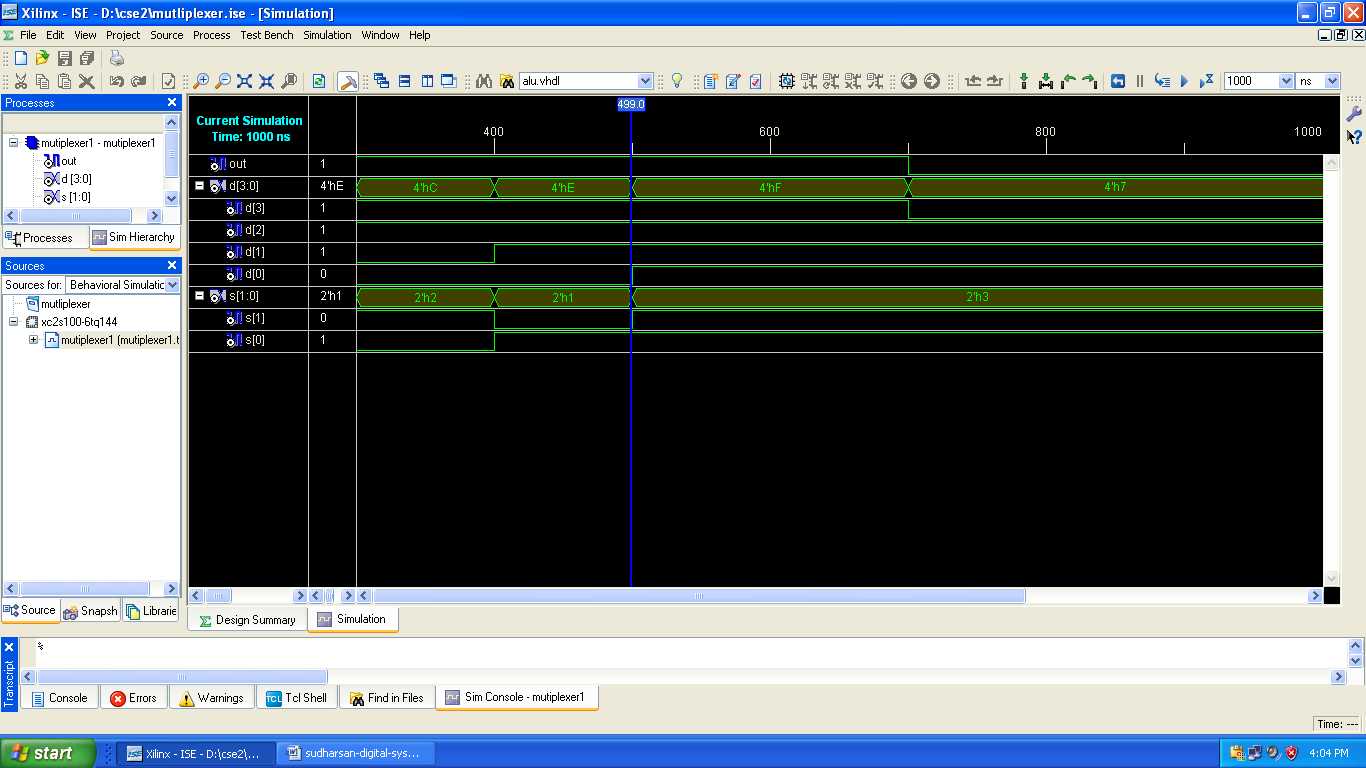 Xilinx - ISE - D:\cse2\mutliplexer.ise - [Simulation]
File Edit View Project Source Process Test Bench Simulation Window Help
alu.vhdl
1000
ns
Processes
mutiplexer1 - mutiplexer1
out
d [3:0]
s [1:0]
Processes
Sim Hierarchy
Sources
Sources for: Behavioral Simulatic
mutliplexer
xc2s100-6tq144
mutiplexer1 (mutiplexer1.t
Source
Snapsh
Librarie
499.0
Current Simulation
Time: 1000 ns
400 600 800 1000
out 1
d[3:0] 4'hE 4'hC 4'hE 4'hF 4'h7
d[3] 1
d[2] 1
d[1] 1
d[0] 0
s[1:0] 2'h1 2'h2 2'h1 2'h3
s[1] 0
s[0] 1
Design Summary
Simulation
Transcript
%
Console
Errors
Warnings
TCL Tcl Shell
Find in Files
Sim Console - mutiplexer1
Time: ---
start
ISE Xilinx - ISE - D:\cse2\...
sudharsan-digital-sys...
4:04 PM